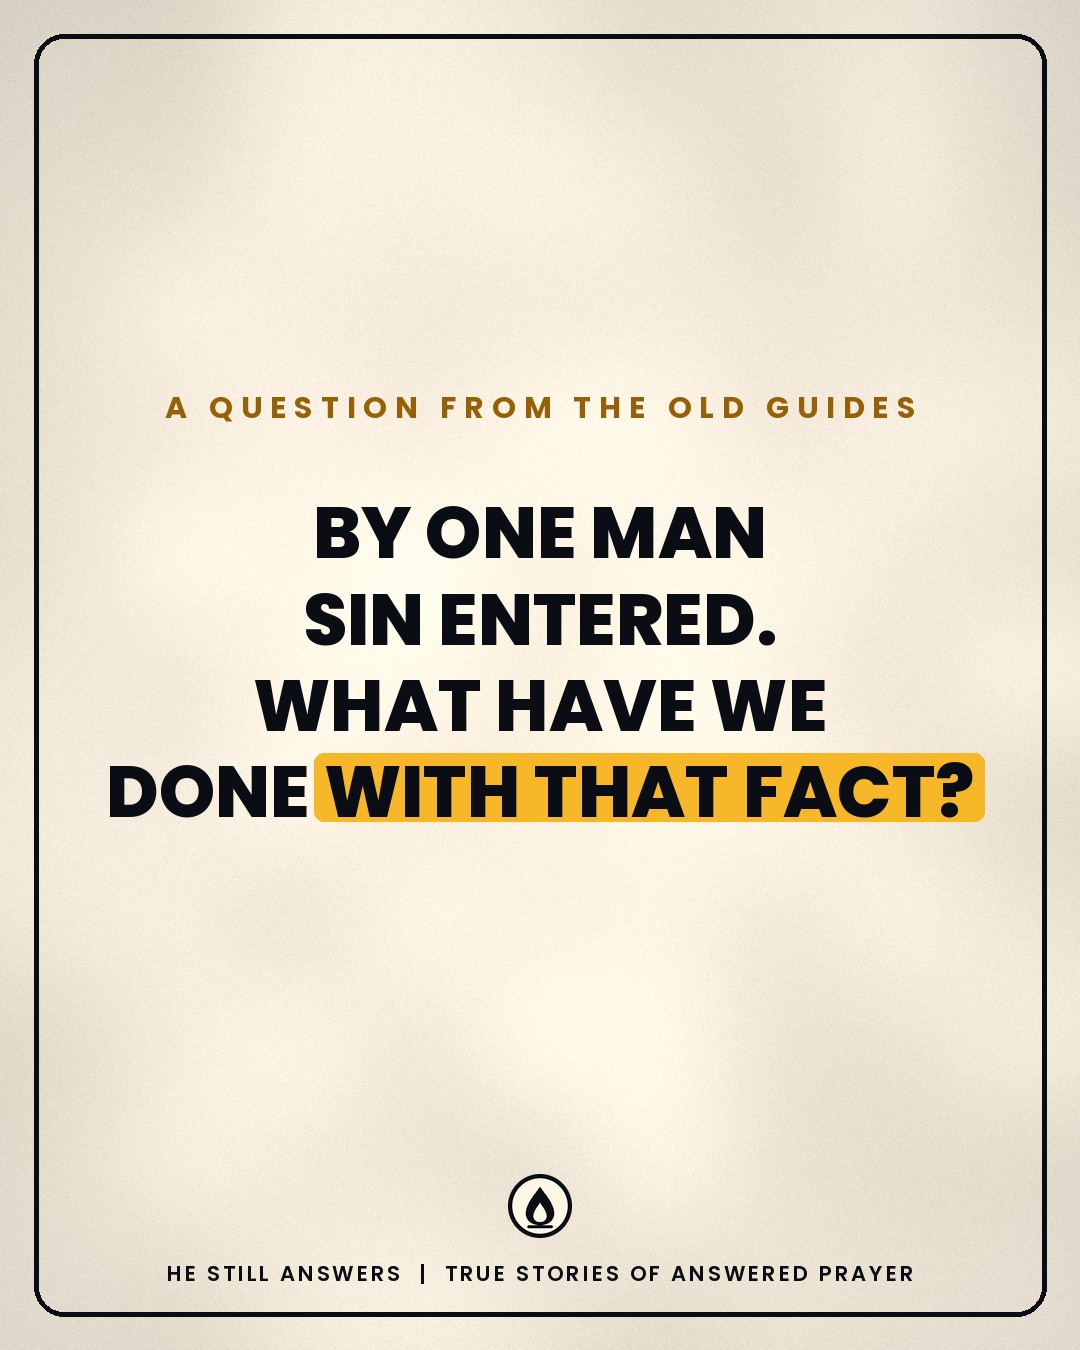 A QUESTION FROM THE OLD GUIDES
BY ONE MAN
SIN ENTERED.
WHAT HAVE WE
DONE WITH THAT FACT?
HE STILL ANSWERS | TRUE STORIES OF ANSWERED PRAYER